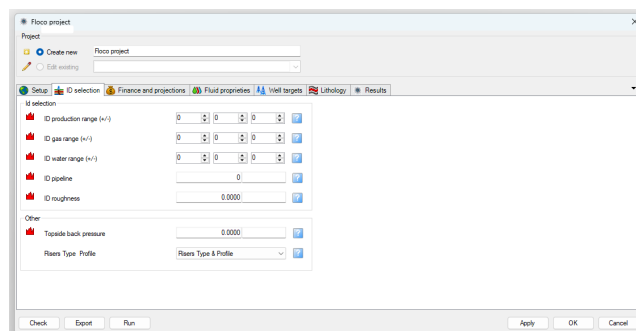 Floco project
Project
Create new Floco project
Edit existing
Setup ID selection Finance and projections Fluid proprieties Well targets Lithology Results
Id selection
ID production range (+/-) 0 0 0 ?
ID gas range (+/-) 0 0 0 ?
ID water range (+/-) 0 0 0 ?
ID pipeline 0 ?
ID roughness 0.0000 ?
Other
Topside back pressure 0.0000 ?
Risers Type Profile Risers Type & Profile ?
Check Export Run Apply OK Cancel